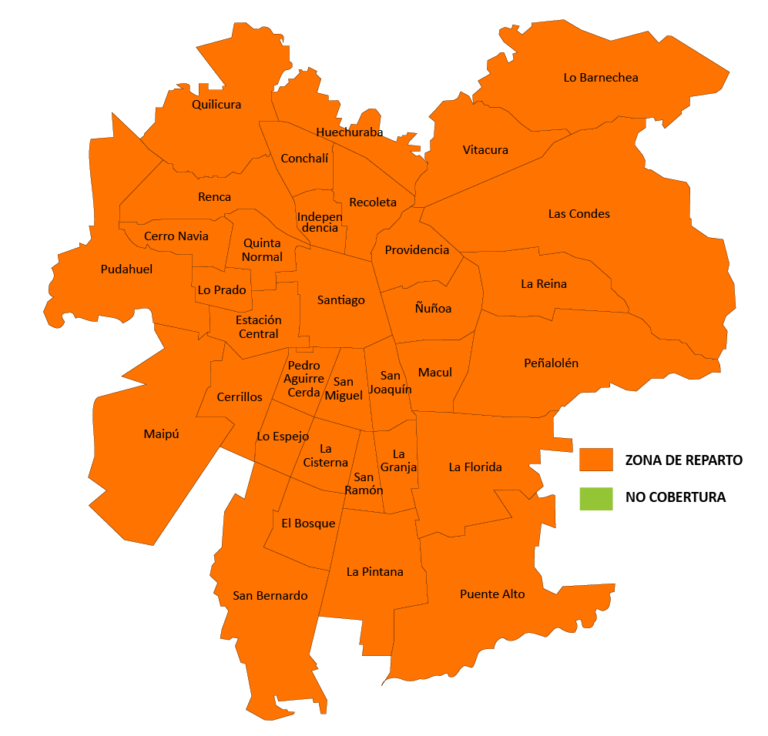 Lo Barnechea
Quilicura
Huechuraba
Vitacura
Conchalí
Renca
Recoleta
Las Condes
Indepen
dencia
Cerro Navia
Quinta
Normal
Providencia
Pudahuel
La Reina
Lo Prado
Santiago
Ñuñoa
Estación
Central
Peñalolén
Pedro
Aguirre
Cerda
San
Miguel
San
Joaquín
Macul
Cerrillos
Maipú
Lo Espejo
La
Cisterna
La
Granja
La Florida
ZONA DE REPARTO
San
Ramón
NO COBERTURA
El Bosque
La Pintana
San Bernardo
Puente Alto